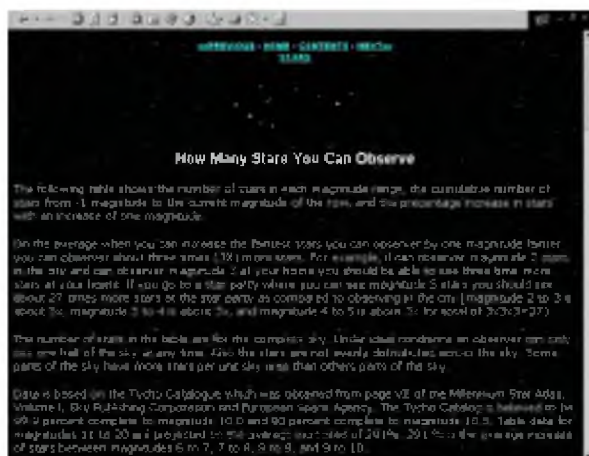 <<PREVIOUS - HOME - CONTENTS - NEXT>>
STARS
How Many Stars You Can Observe
The following table shows the number of stars in each magnitude range, the cumulative number of
stars from -1 magnitude to the current magnitude of the row, and the precentage increase in stars
with an increase of one magnitude.
On the average when you can increase the faintest stars you can observer by one magnitude fainter
you can observer about three times (3X) more stars. For example, if can observer magnitude 2 stars
in the city and can observer magnitude 3 at your home you should be able to see three time more
stars at your home. If you go to a star party where you can see magnitude 5 stars you should see
about 27 times more stars at the star party as compared to observing in the city (magnitude 2 to 3 is
about 3x, magnitude 3 to 4 is about 3x, and magnitude 4 to 5 is about 3x for total of 3x3x3=27)
The number of stars in the table are for the complete sky. Under ideal conditions an observer can only
see one half of the sky at any time. Also the stars are not evenly distributed across the sky. Some
parts of the sky have more stars per unit sky area than others parts of the sky.
Data is based on the Tycho Catalogue which was obtained from page VII of the Millennium Star Atlas,
Volume I, Sky Publishing Corporation and European Space Agency. The Tycho Catalog is believed to be
99.9 percent complete to magnitude 10.0 and 90 percent complete to magnitude 10.5. Table data for
magnitudes 11 to 20 are projected to the average increase of 291%. 291% is the average increase
of stars between magnitudes 6 to 7, 7 to 8, 8 to 9, and 9 to 10.